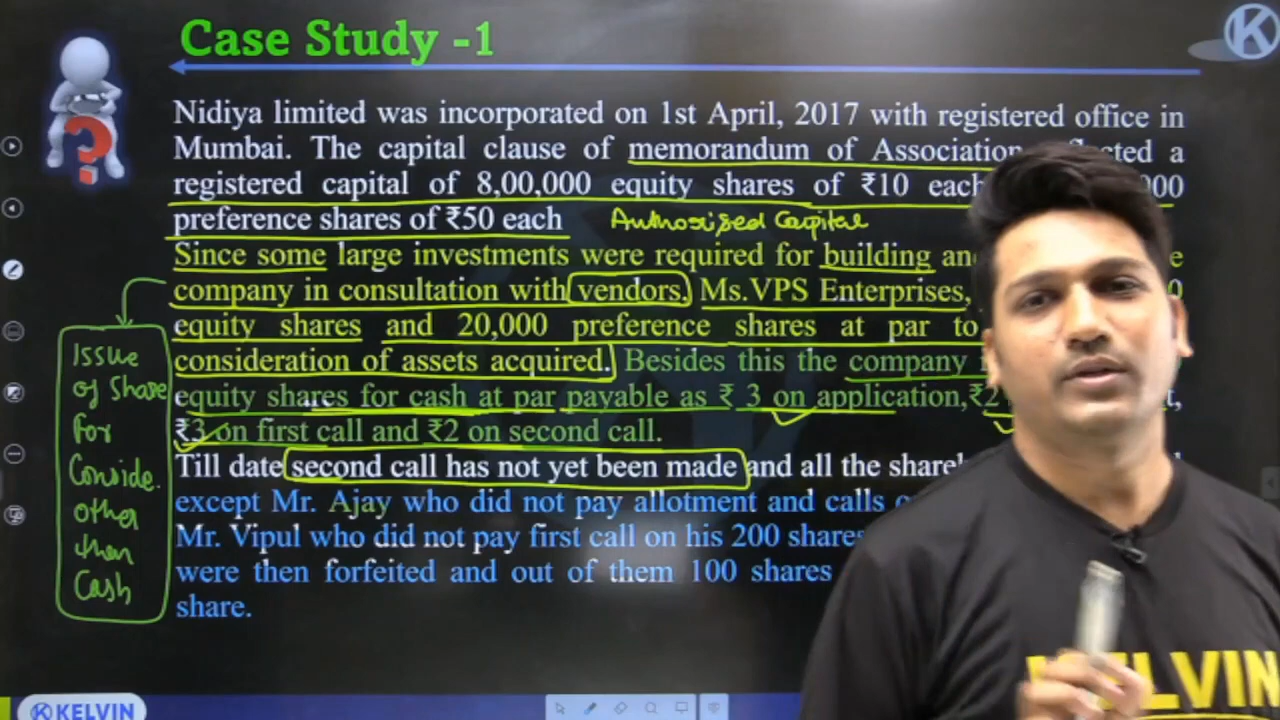 Case Study -1
Nidiya limited was incorporated on 1st April, 2017 with registered office in
Mumbai. The capital clause of memorandum of Association a
registered capital of 8,00,000 equity shares of ₹10 each
preference shares of ₹50 each
Authorised Capital
Since some large investments were required for building
company in consultation with vendors, Ms.VPS Enterprises,
equity shares and 20,000 preference shares at par to
consideration of assets acquired. Besides this the company
equity shares for cash at par payable as ₹ 3 on application,₹2
₹3 on first call and ₹2 on second call.
Till date second call has not yet been made and all the
except Mr. Ajay who did not pay allotment and calls
Mr. Vipul who did not pay first call on his 200 shares
were then forfeited and out of them 100 shares
share.
Issue
of Share
for
Conside.
other
then
Cash
KELVIN
KELVIN